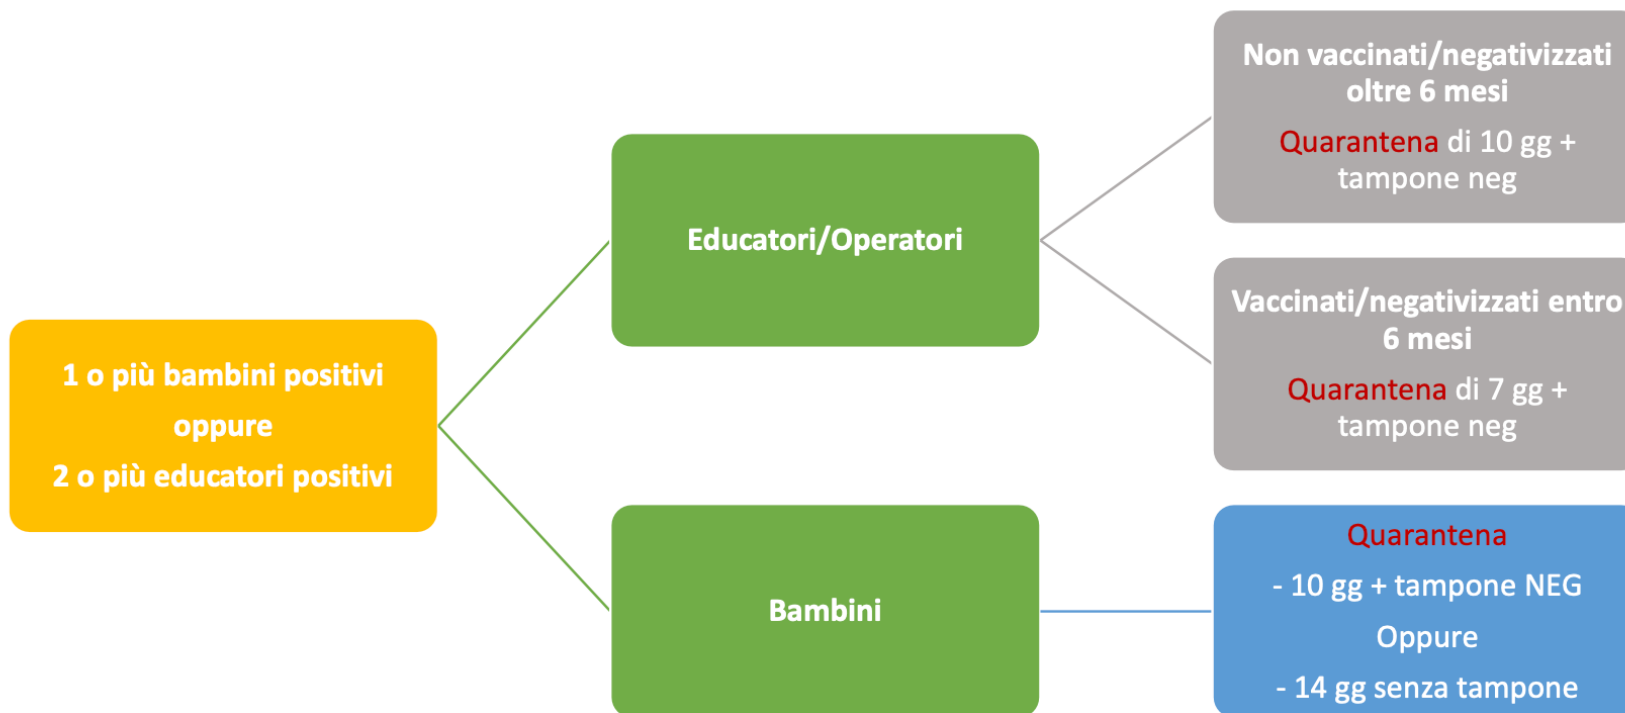 1 o più bambini positivi
oppure
2 o più educatori positivi
Educatori/Operatori
Non vaccinati/negativizzati
oltre 6 mesi
Quarantena di 10 gg +
tampone neg
Vaccinati/negativizzati entro
6 mesi
Quarantena di 7 gg +
tampone neg
Bambini
Quarantena
- 10 gg + tampone NEG
Oppure
- 14 gg senza tampone